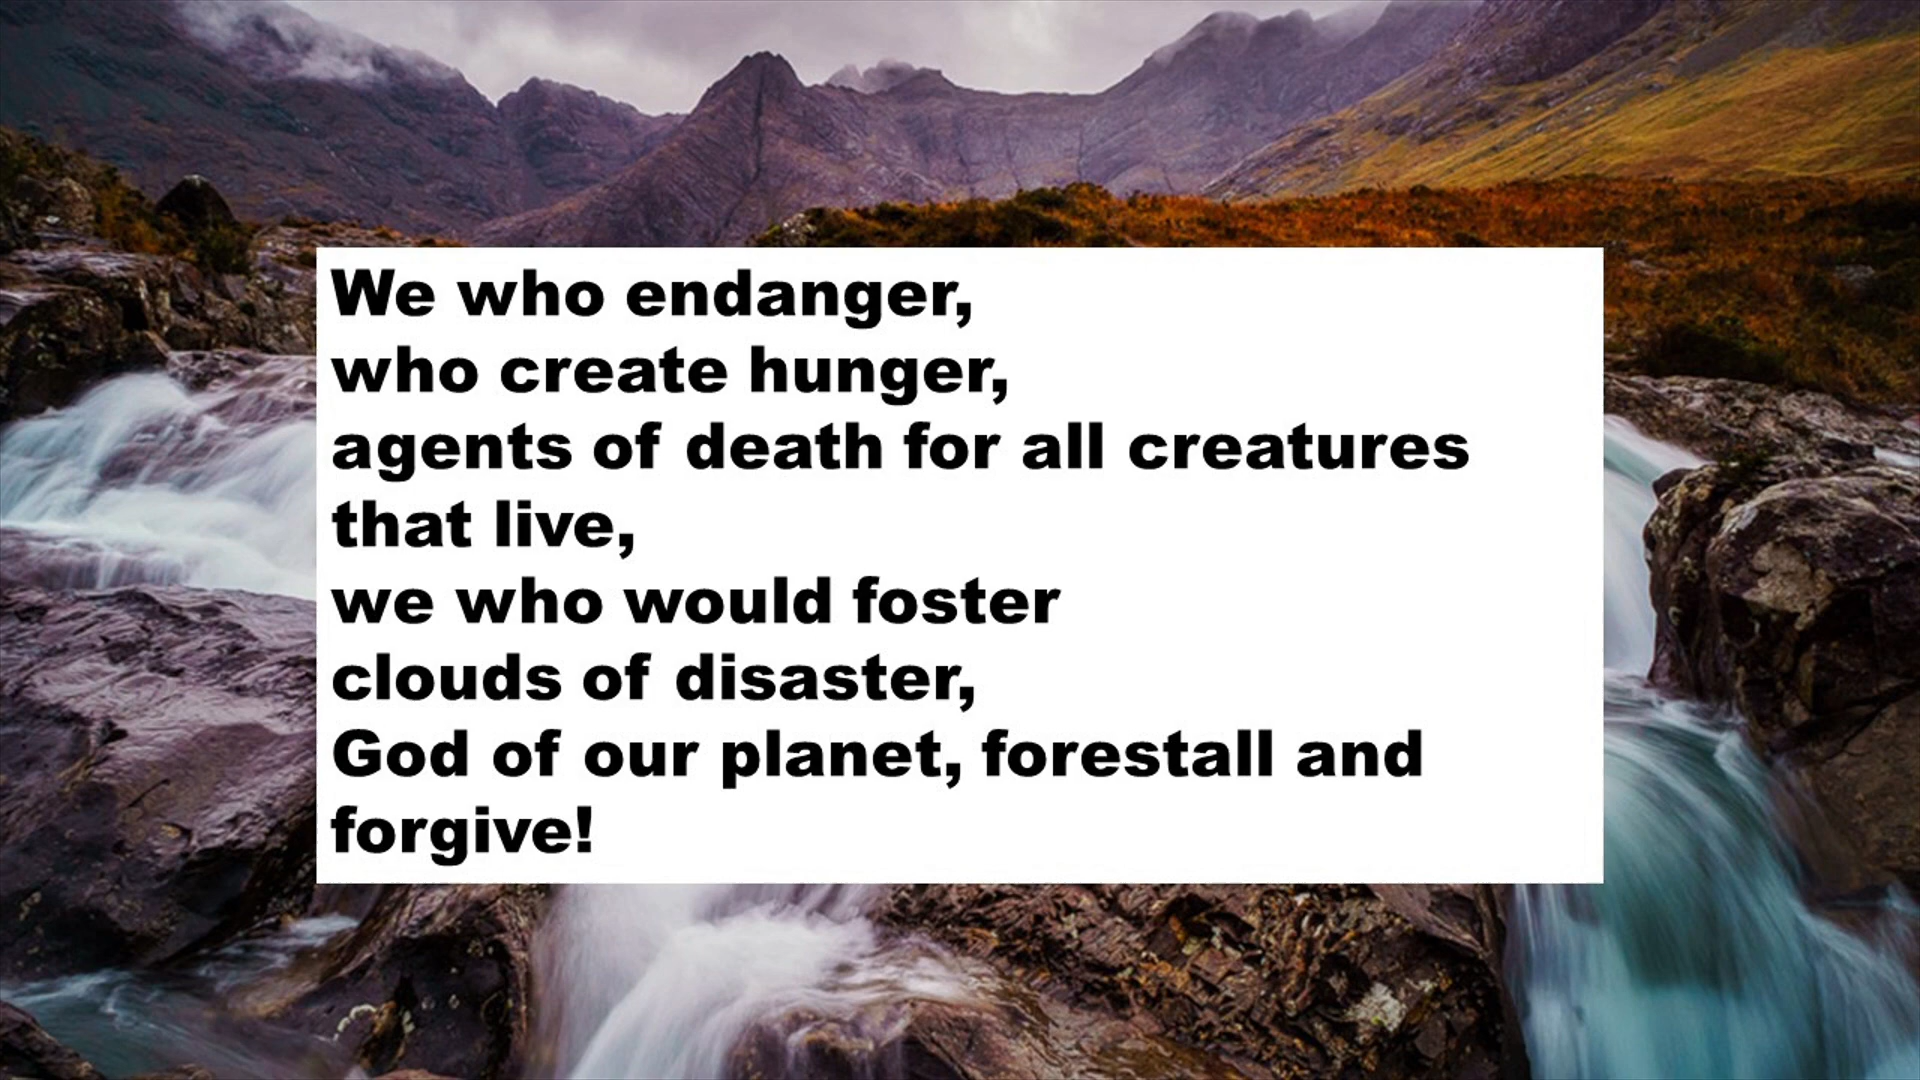 We who endanger,
who create hunger,
agents of death for all creatures
that live,
we who would foster
clouds of disaster,
God of our planet, forestall and
forgive!